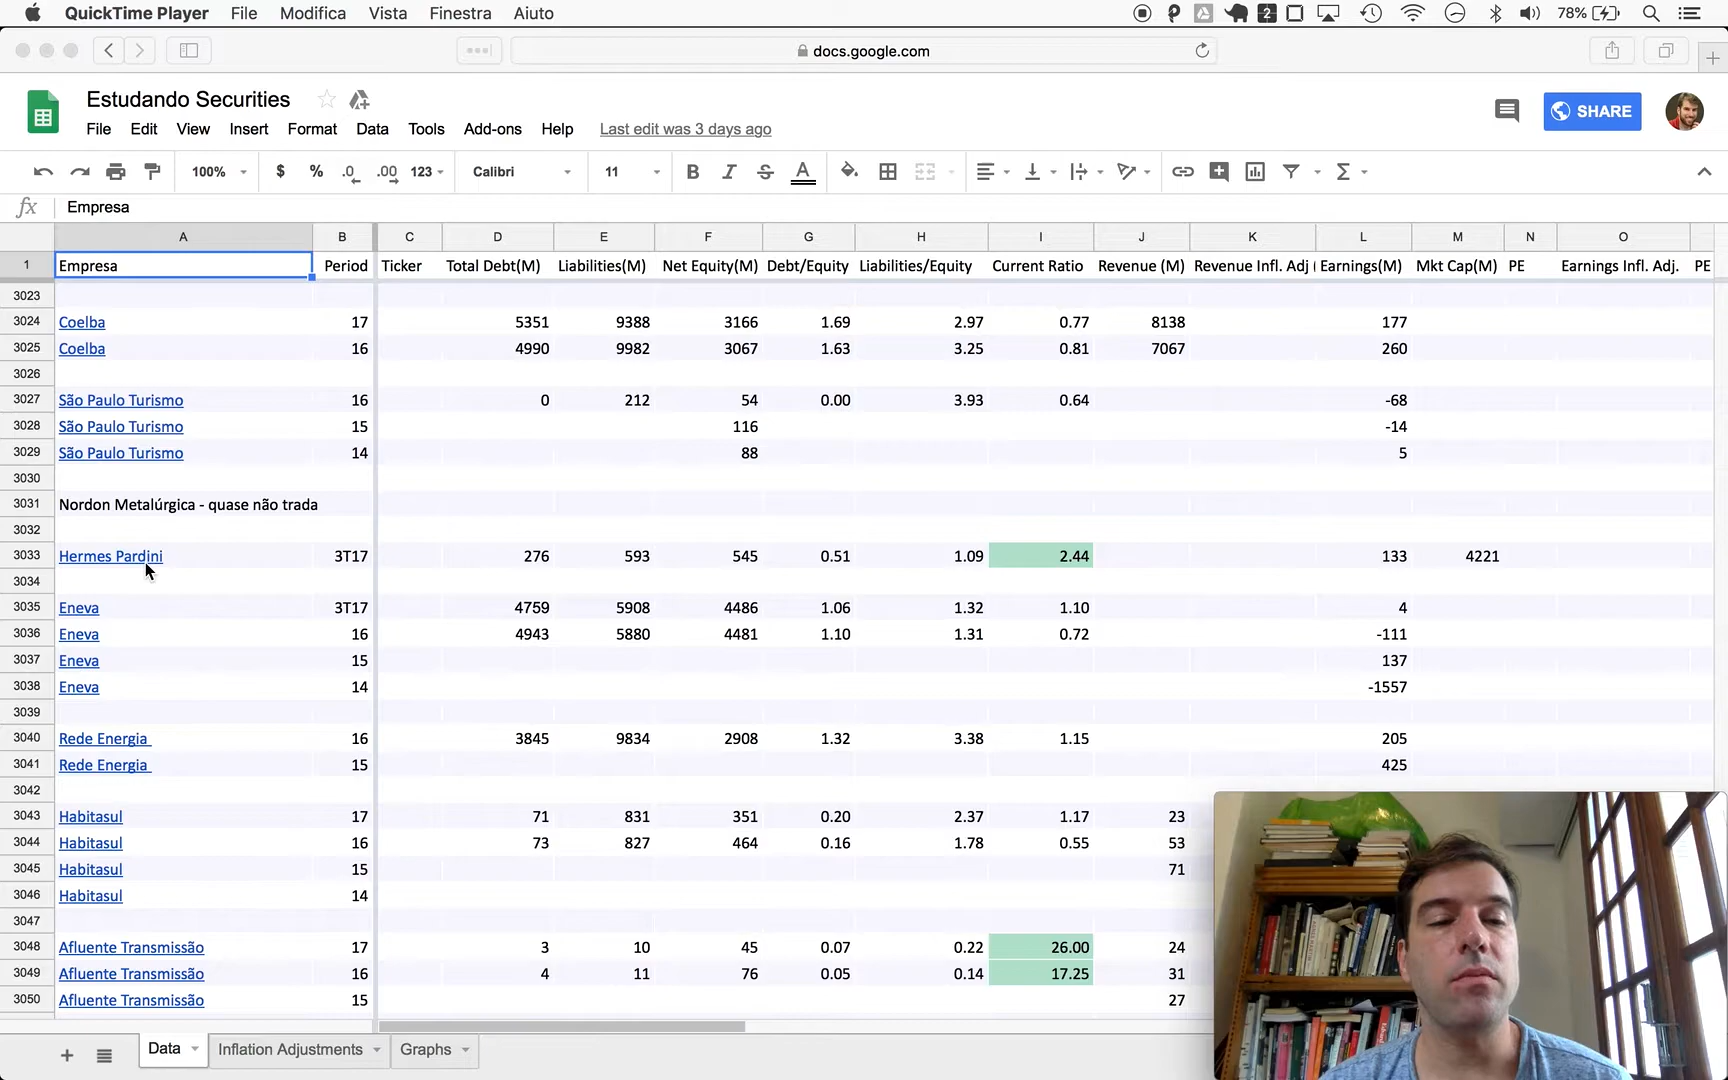 QuickTime Player File Modifica Vista Finestra Aiuto 2 78%
docs.google.com
Estudando Securities
SHARE
File Edit View Insert Format Data Tools Add-ons Help Last edit was 3 days ago
100% $ % .0 .00 123 Calibri 11 B I S A
fx Empresa
A B C D E F G H I J K L M N O
1 Empresa Period Ticker Total Debt(M) Liabilities(M) Net Equity(M) Debt/Equity Liabilities/Equity Current Ratio Revenue (M) Revenue Infl. Adj ( Earnings(M) Mkt Cap(M) PE Earnings Infl. Adj. PE
3023
3024 Coelba 17 5351 9388 3166 1.69 2.97 0.77 8138 177
3025 Coelba 16 4990 9982 3067 1.63 3.25 0.81 7067 260
3026
3027 São Paulo Turismo 16 0 212 54 0.00 3.93 0.64 -68
3028 São Paulo Turismo 15 116 -14
3029 São Paulo Turismo 14 88 5
3030
3031 Nordon Metalúrgica - quase não trada
3032
3033 Hermes Pardini 3T17 276 593 545 0.51 1.09 2.44 133 4221
3034
3035 Eneva 3T17 4759 5908 4486 1.06 1.32 1.10 4
3036 Eneva 16 4943 5880 4481 1.10 1.31 0.72 -111
3037 Eneva 15 137
3038 Eneva 14 -1557
3039
3040 Rede Energia 16 3845 9834 2908 1.32 3.38 1.15 205
3041 Rede Energia 15 425
3042
3043 Habitasul 17 71 831 351 0.20 2.37 1.17 23
3044 Habitasul 16 73 827 464 0.16 1.78 0.55 53
3045 Habitasul 15 71
3046 Habitasul 14
3047
3048 Afluente Transmissão 17 3 10 45 0.07 0.22 26.00 24
3049 Afluente Transmissão 16 4 11 76 0.05 0.14 17.25 31
3050 Afluente Transmissão 15 27
Data Inflation Adjustments Graphs